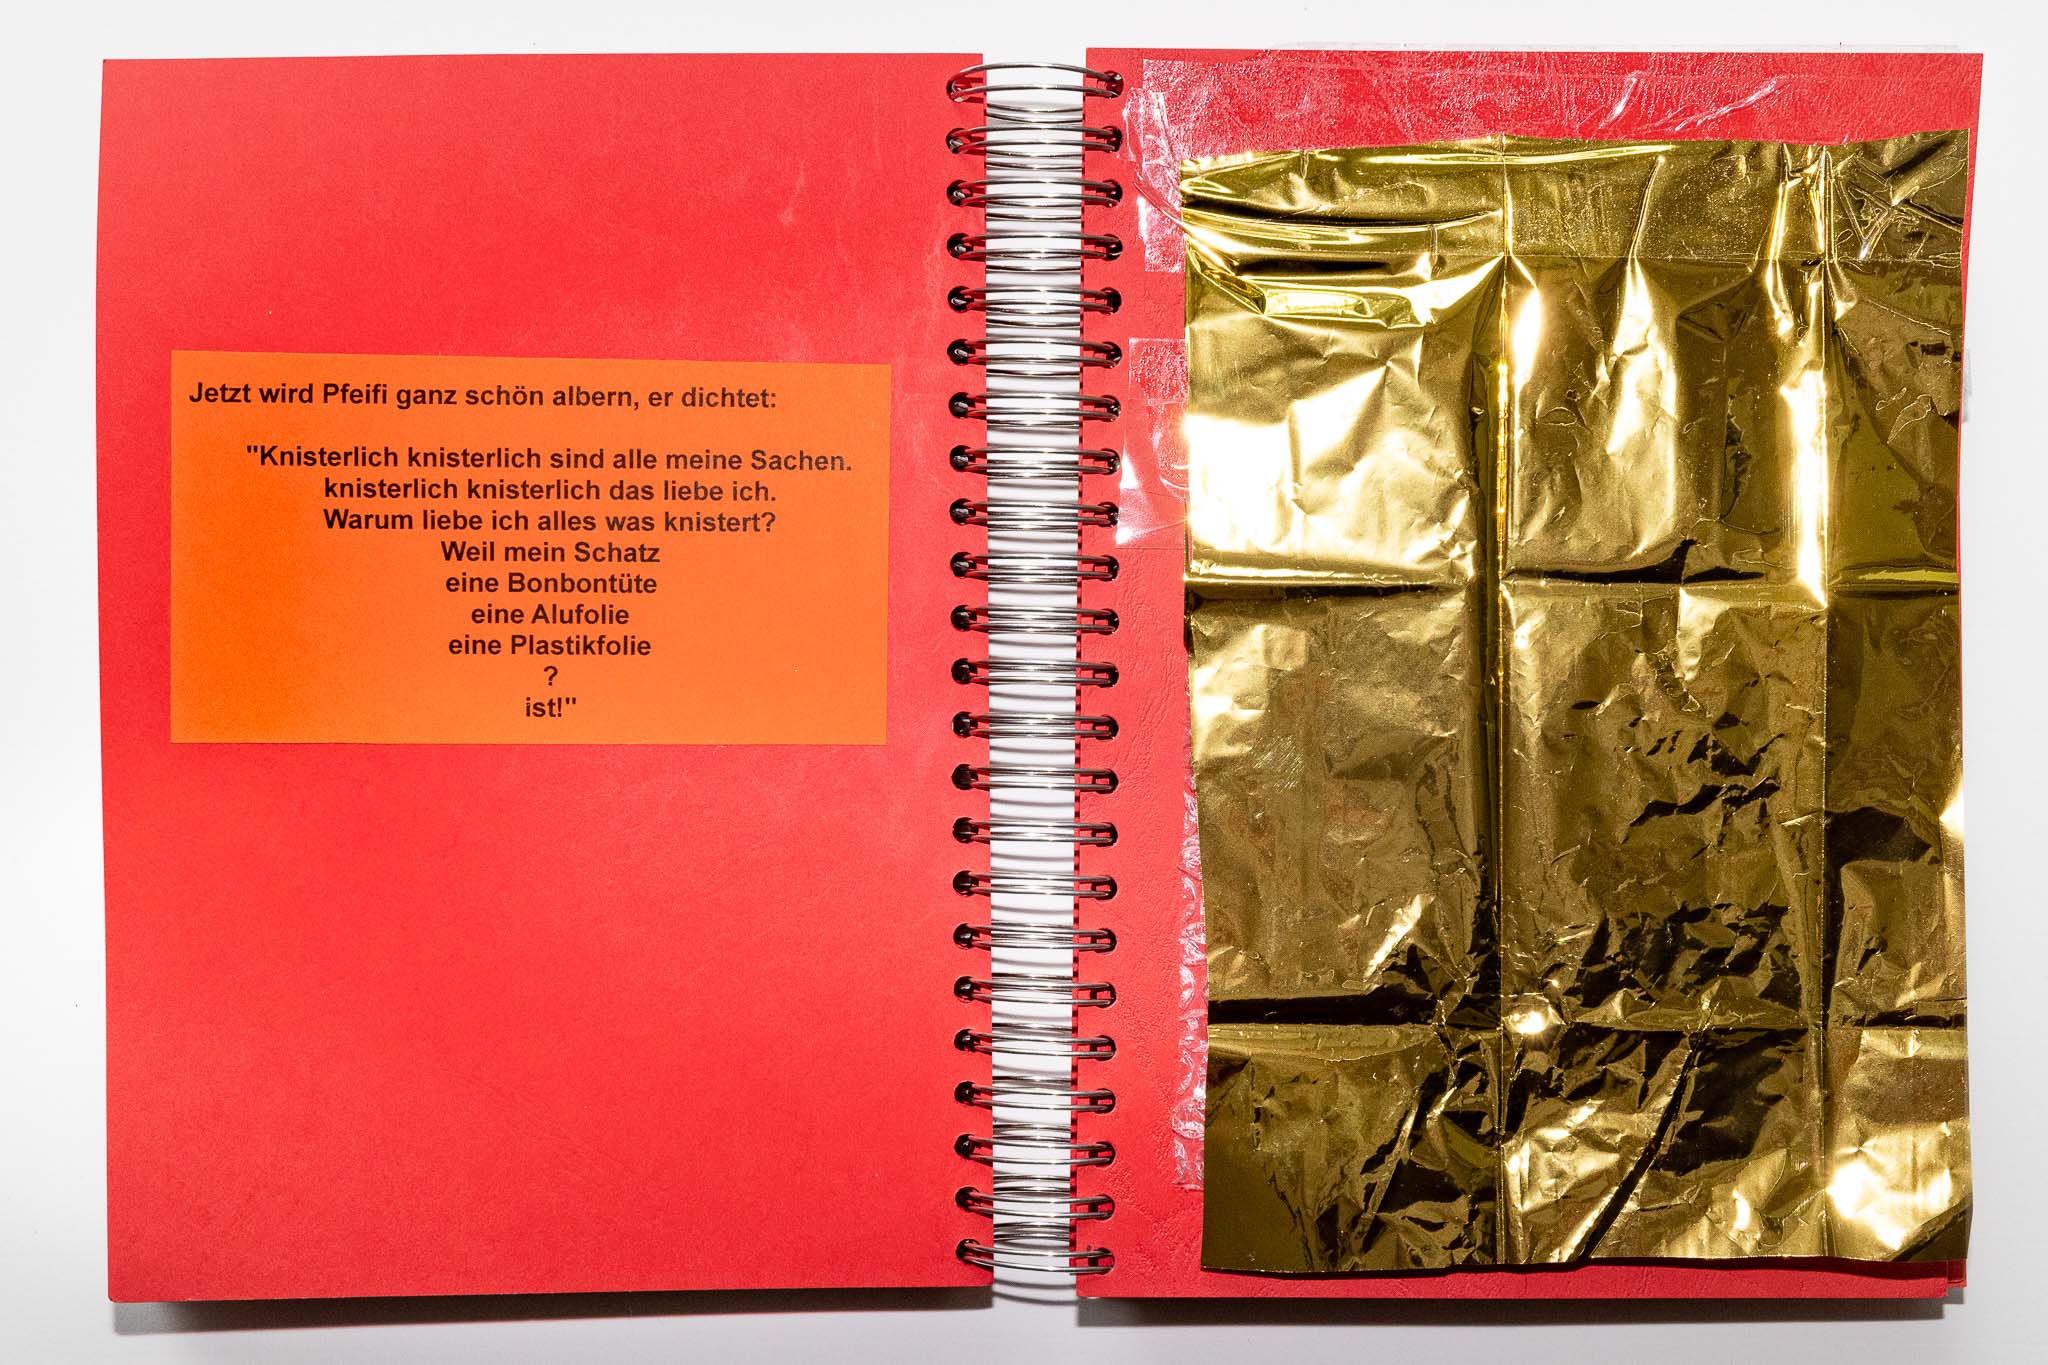 Jetzt wird Pfeifi ganz schön albern, er dichtet:
"Knisterlich knisterlich sind alle meine Sachen.
knisterlich knisterlich das liebe ich.
Warum liebe ich alles was knistert?
Weil mein Schatz
eine Bonbontüte
eine Alufolie
eine Plastikfolie
?
ist!"